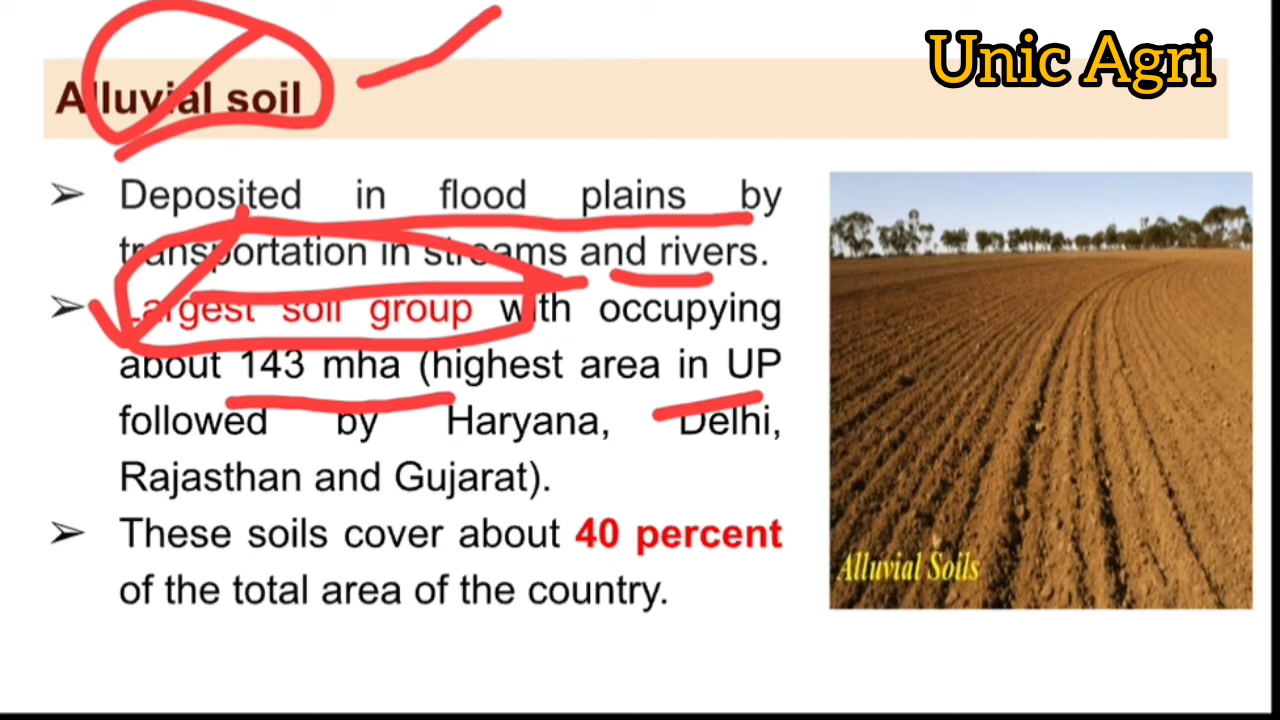 Unic Agri
Alluvial soil
➢ Deposited in flood plains by
transportation in streams and rivers.
➢ Largest soil group with occupying
about 143 mha (highest area in UP
followed by Haryana, Delhi,
Rajasthan and Gujarat).
➢ These soils cover about 40 percent
of the total area of the country.
Alluvial Soils